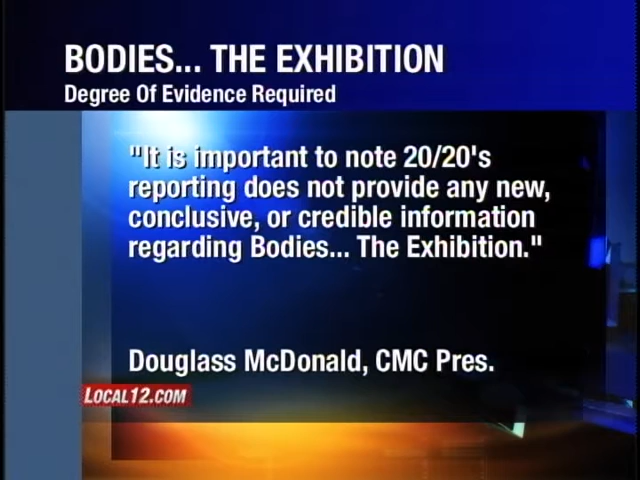 BODIES... THE EXHIBITION
Degree Of Evidence Required
"It is important to note 20/20's
reporting does not provide any new,
conclusive, or credible information
regarding Bodies... The Exhibition."
Douglass McDonald, CMC Pres.
LOCAL12.COM